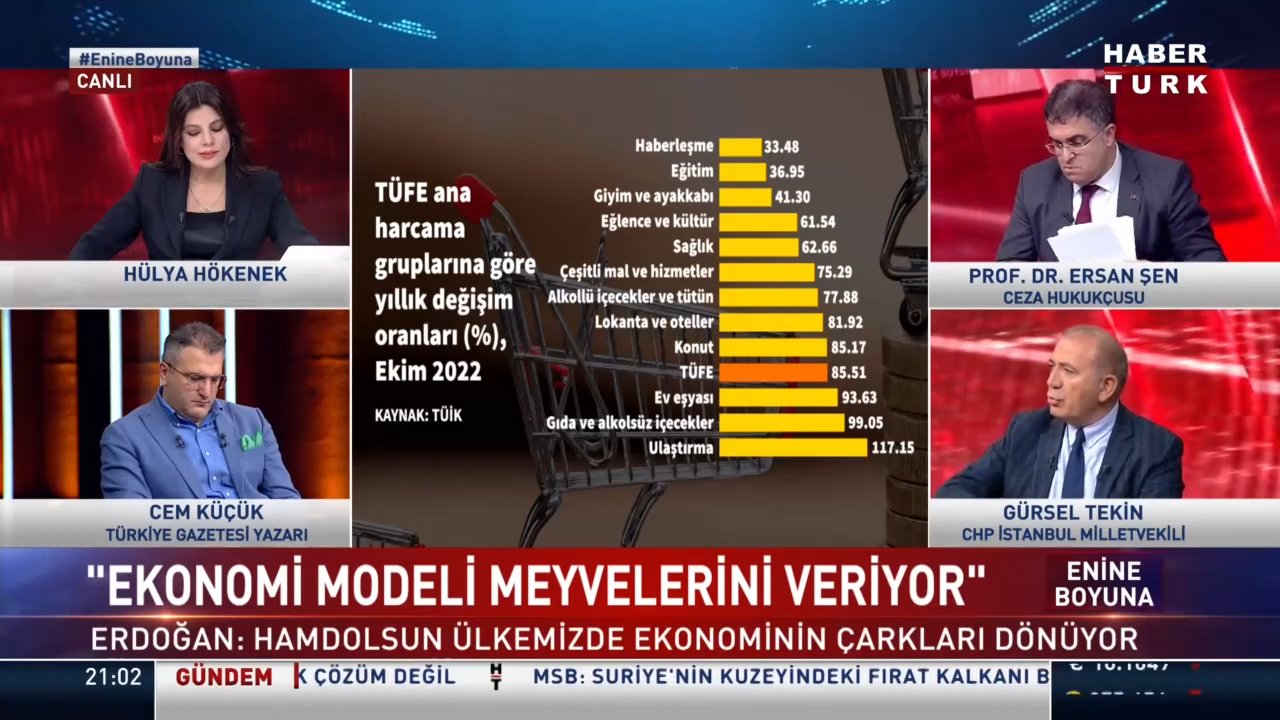 #EnineBoyuna
CANLI
HABER
TURK
HÜLYA HÖKENEK
CEM KÜÇÜK
TÜRKİYE GAZETESİ YAZARI
TÜFE ana
harcama
gruplarına göre
yıllık değişim
oranları (%),
Ekim 2022
KAYNAK: TÜİK
Haberleşme 33.48
Eğitim 36.95
Giyim ve ayakkabı 41.30
Eğlence ve kültür 61.54
Sağlık 62.66
Çeşitli mal ve hizmetler 75.29
Alkollü içecekler ve tütün 77.88
Lokanta ve oteller 81.92
Konut 85.17
TÜFE 85.51
Ev eşyası 93.63
Gıda ve alkolsüz içecekler 99.05
Ulaştırma 117.15
PROF. DR. ERSAN ŞEN
CEZA HUKUKÇUSU
GÜRSEL TEKİN
CHP İSTANBUL MİLLETVEKİLİ
"EKONOMİ MODELİ MEYVELERİNİ VERİYOR"
ERDOĞAN: HAMDOLSUN ÜLKEMİZDE EKONOMİNİN ÇARKLARI DÖNÜYOR
ENİNE
BOYUNA
21:02 GÜNDEM K ÇÖZÜM DEĞİL HT MSB: SURİYE'NİN KUZEYİNDEKİ FIRAT KALKANI B